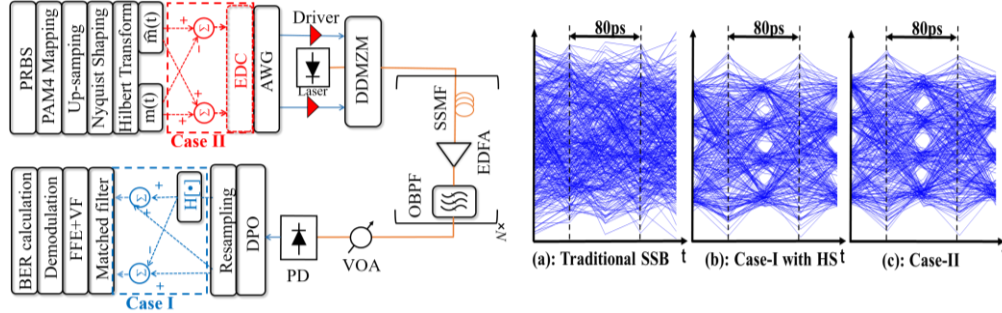 PRBS
PAM4 Mapping
Up-sampling
Nyquist Shaping
Hilbert Transform
m(t)
m̂(t)
+
+
−
+
Σ
Σ
Case II
EDC
AWG
Driver
Laser
DDMZM
SSMF
EDFA
OBPF
N×
VOA
PD
DPO
Resampling
H[•]
+
+
−
+
Σ
Σ
Case I
Matched filter
FFE+VF
Demodulation
BER calculation
80ps
t
(a): Traditional SSB
80ps
t
(b): Case-I with HS
80ps
t
(c): Case-II